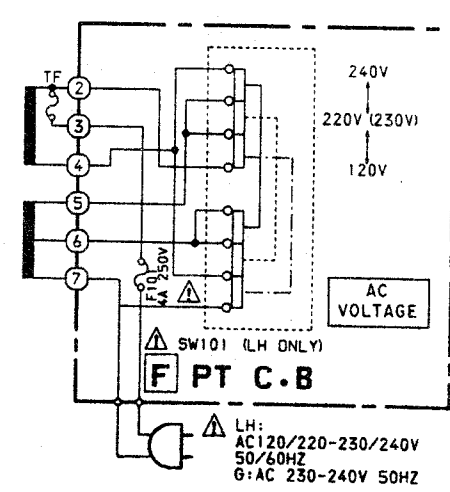 TF
2
3
4
5
6
7
F101
4A 250V
240V
220V (230V)
120V
AC
VOLTAGE
SW101 (LH ONLY)
F PT C.B
LH:
AC120/220-230/240V
50/60HZ
G:AC 230-240V 50HZ